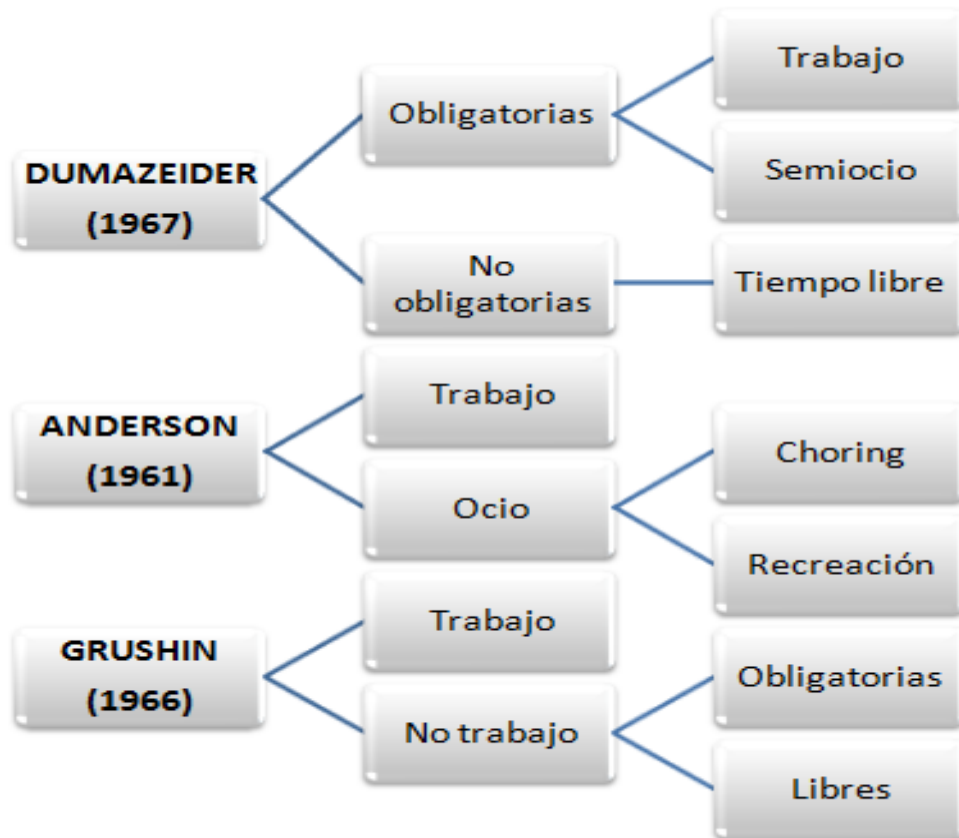 DUMAZEIDER
(1967)
Obligatorias
Trabajo
Semiocio
No
obligatorias
Tiempo libre
ANDERSON
(1961)
Trabajo
Ocio
Choring
Recreación
GRUSHIN
(1966)
Trabajo
No trabajo
Obligatorias
Libres